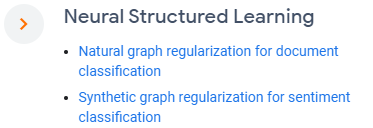 Neural Structured Learning
Natural graph regularization for document
classification
Synthetic graph regularization for sentiment
classification